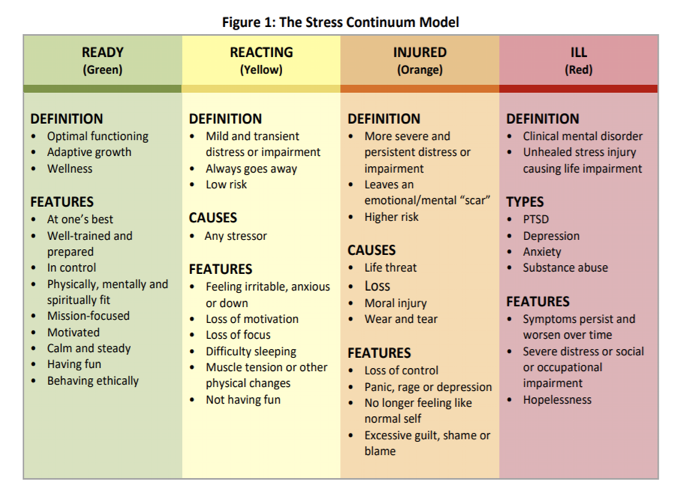 Figure 1: The Stress Continuum Model
READY
(Green)
DEFINITION
• Optimal functioning
• Adaptive growth
• Wellness
FEATURES
• At one's best
• Well-trained and
prepared
• In control
• Physically, mentally and
spiritually fit
• Mission-focused
• Motivated
• Calm and steady
• Having fun
• Behaving ethically
REACTING
(Yellow)
DEFINITION
• Mild and transient
distress or impairment
• Always goes away
• Low risk
CAUSES
• Any stressor
FEATURES
• Feeling irritable, anxious
or down
• Loss of motivation
• Loss of focus
• Difficulty sleeping
• Muscle tension or other
physical changes
• Not having fun
INJURED
(Orange)
DEFINITION
• More severe and
persistent distress or
impairment
• Leaves an
emotional/mental “scar”
• Higher risk
CAUSES
• Life threat
• Loss
• Moral injury
• Wear and tear
FEATURES
• Loss of control
• Panic, rage or depression
• No longer feeling like
normal self
• Excessive guilt, shame or
blame
ILL
(Red)
DEFINITION
• Clinical mental disorder
• Unhealed stress injury
causing life impairment
TYPES
• PTSD
• Depression
• Anxiety
• Substance abuse
FEATURES
• Symptoms persist and
worsen over time
• Severe distress or social
or occupational
impairment
• Hopelessness